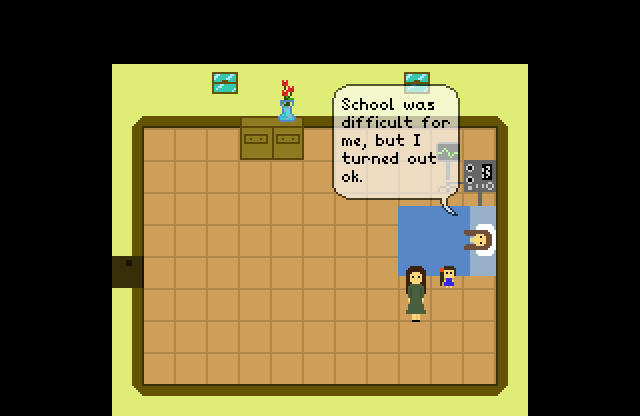 School was
difficult for
me, but I
turned out
ok.